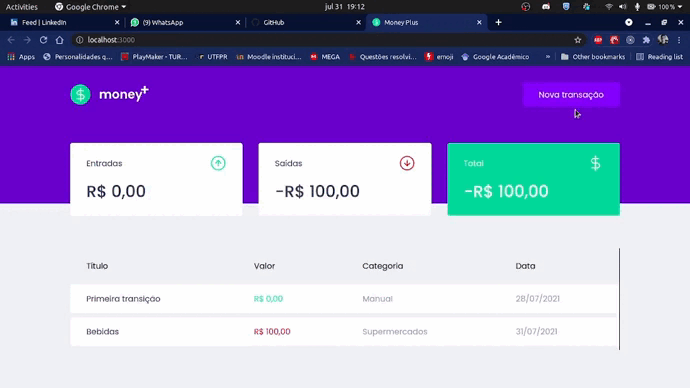 Activities Google Chrome jul 31 19:12 100 %
Feed | LinkedIn (9) WhatsApp GitHub Money Plus
localhost:3000
Apps Personalidades q... PlayMaker - TUR... UTFPR Moodle instituci... MEGA Questões resolvi... emoji Google Acadêmico Other bookmarks Reading list
money+ Nova transação
Entradas Saídas Total
R$ 0,00 -R$ 100,00 -R$ 100,00
Título Valor Categoria Data
Primeira transição R$ 0,00 Manual 28/07/2021
Bebidas R$ 100,00 Supermercados 31/07/2021